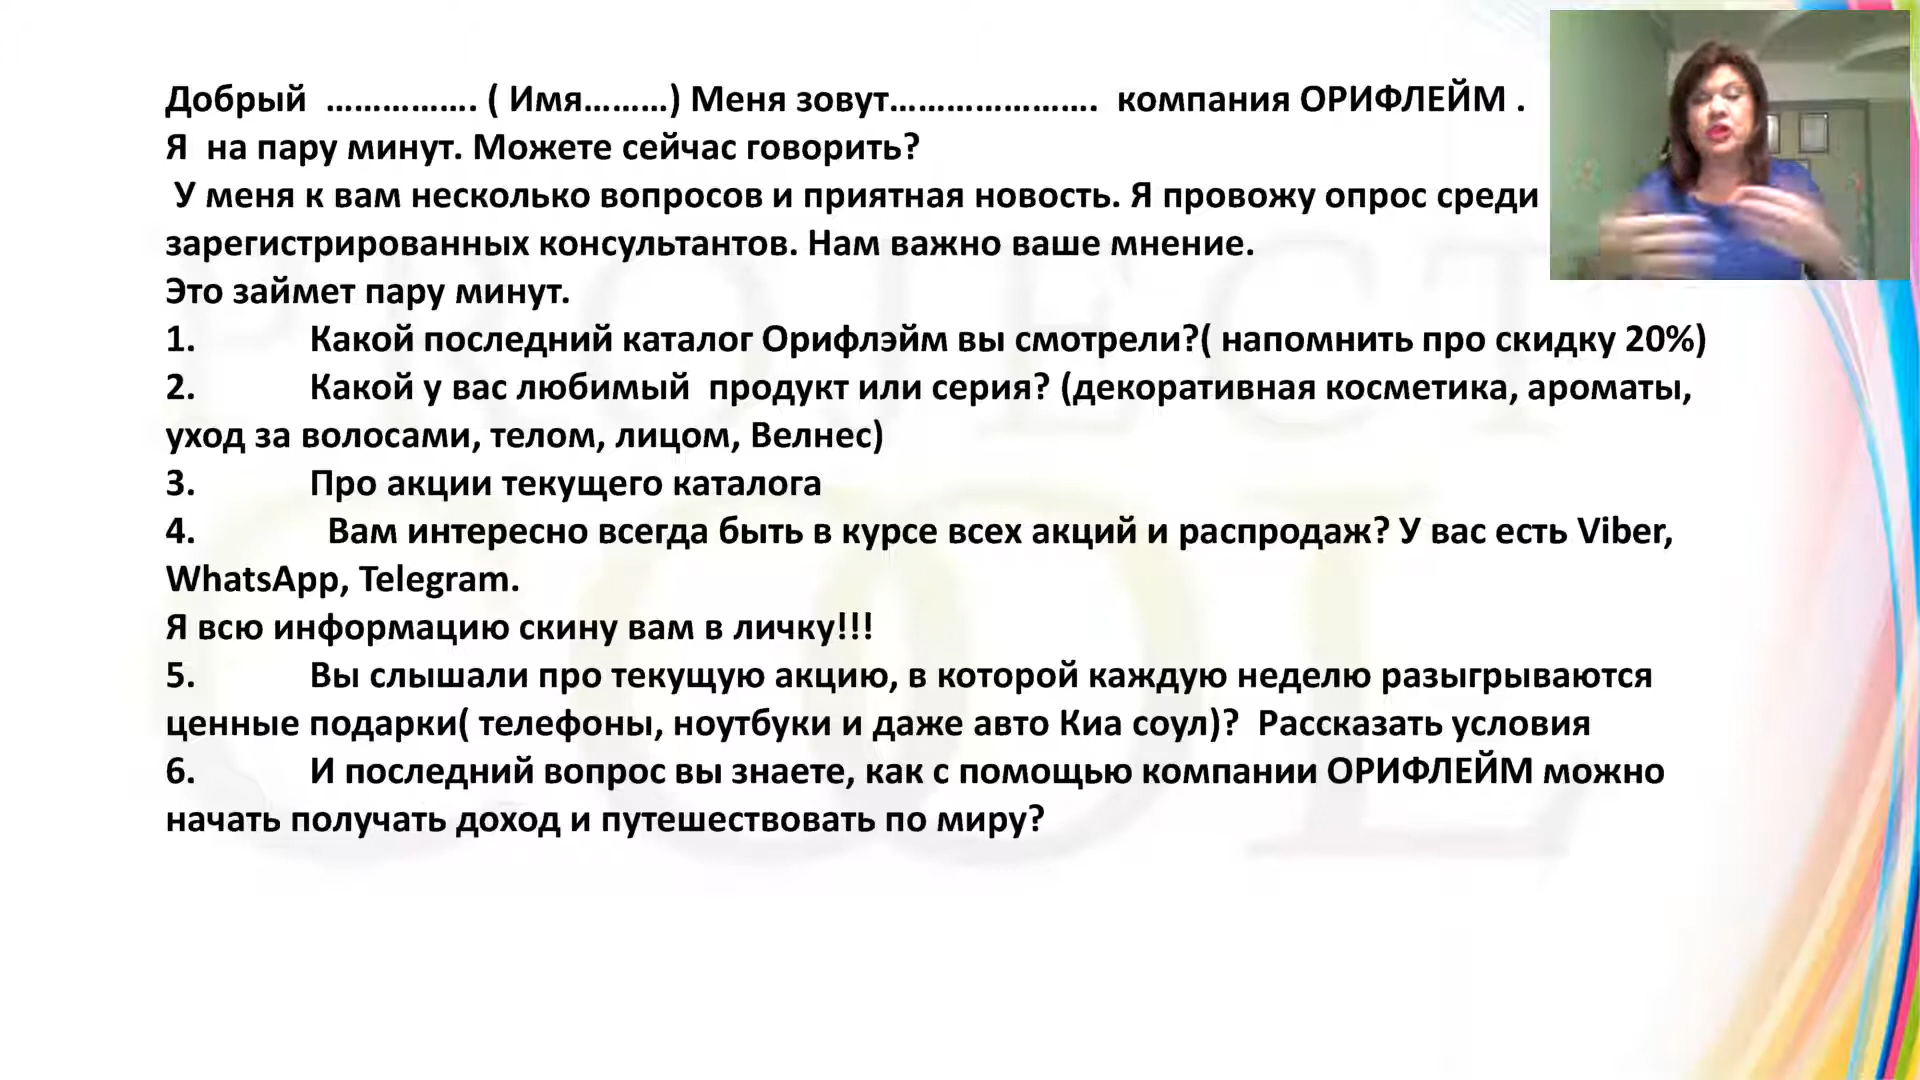 Добрый  ……………. ( Имя………) Меня зовут………………….  компания ОРИФЛЕЙМ .
Я  на пару минут. Можете сейчас говорить?
У меня к вам несколько вопросов и приятная новость. Я провожу опрос среди
зарегистрированных консультантов. Нам важно ваше мнение.
Это займет пару минут.
1. Какой последний каталог Орифлэйм вы смотрели?( напомнить про скидку 20%)
2. Какой у вас любимый  продукт или серия? (декоративная косметика, ароматы,
уход за волосами, телом, лицом, Велнес)
3. Про акции текущего каталога
4. Вам интересно всегда быть в курсе всех акций и распродаж? У вас есть Viber,
WhatsApp, Telegram.
Я всю информацию скину вам в личку!!!
5. Вы слышали про текущую акцию, в которой каждую неделю разыгрываются
ценные подарки( телефоны, ноутбуки и даже авто Киа соул)?  Рассказать условия
6. И последний вопрос вы знаете, как с помощью компании ОРИФЛЕЙМ можно
начать получать доход и путешествовать по миру?
PROJECT
COOL